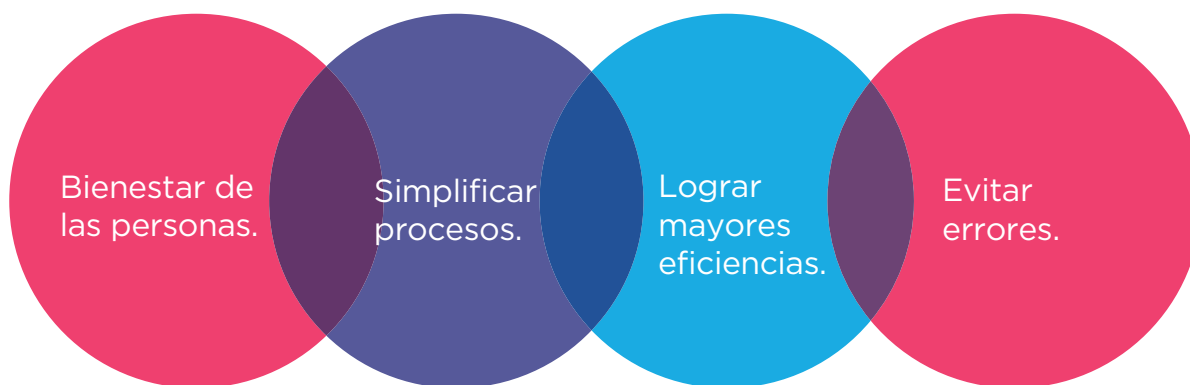 Bienestar de
las personas.
Simplificar
procesos.
Lograr
mayores
eficiencias.
Evitar
errores.